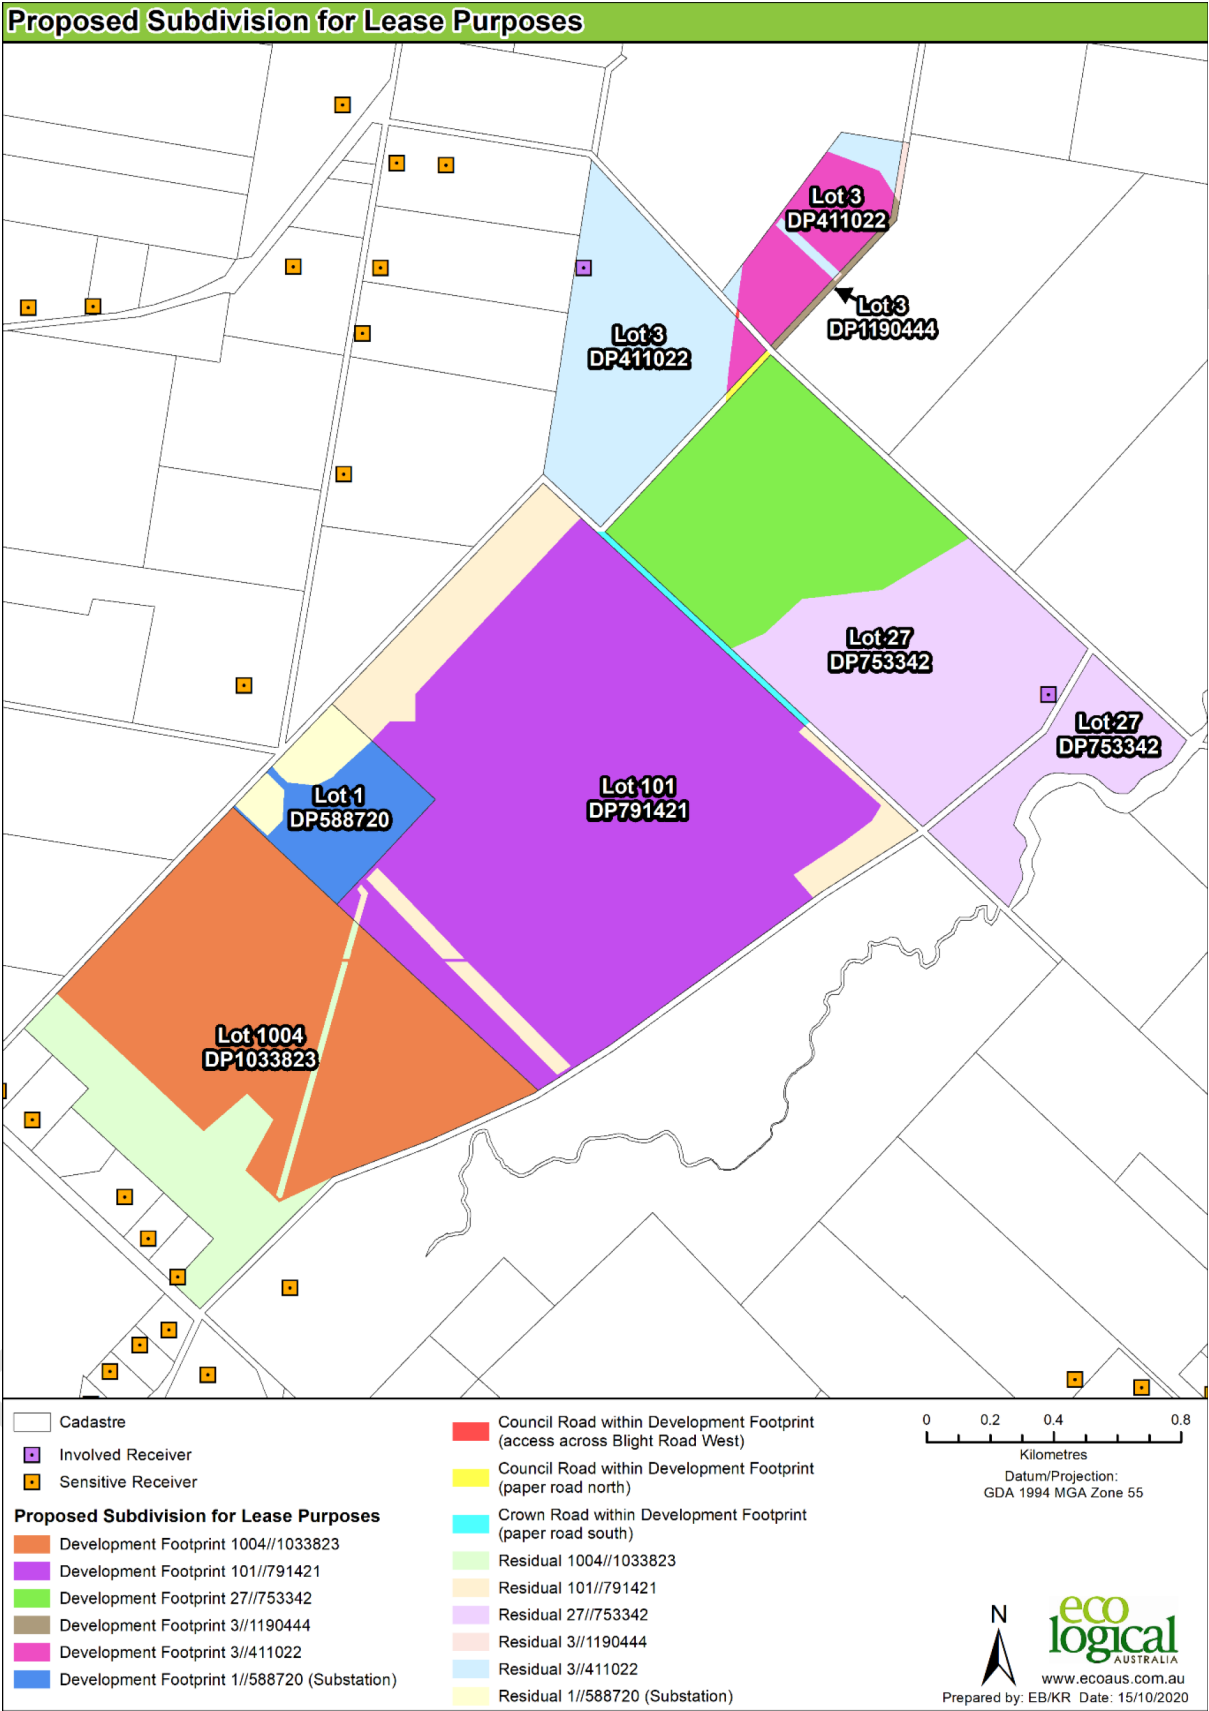 Proposed Subdivision for Lease Purposes
Lot 3
DP411022
Lot 3
DP1190444
Lot 3
DP411022
Lot 27
DP753342
Lot 27
DP753342
Lot 101
DP791421
Lot 1
DP588720
Lot 1004
DP1033823
Cadastre
Involved Receiver
Sensitive Receiver
Proposed Subdivision for Lease Purposes
Development Footprint 1004//1033823
Development Footprint 101//791421
Development Footprint 27//753342
Development Footprint 3//1190444
Development Footprint 3//411022
Development Footprint 1//588720 (Substation)
Council Road within Development Footprint
(access across Blight Road West)
Council Road within Development Footprint
(paper road north)
Crown Road within Development Footprint
(paper road south)
Residual 1004//1033823
Residual 101//791421
Residual 27//753342
Residual 3//1190444
Residual 3//411022
Residual 1//588720 (Substation)
0 0.2 0.4 0.8
Kilometres
Datum/Projection:
GDA 1994 MGA Zone 55
N
eco
logical
AUSTRALIA
www.ecoaus.com.au
Prepared by: EB/KR Date: 15/10/2020